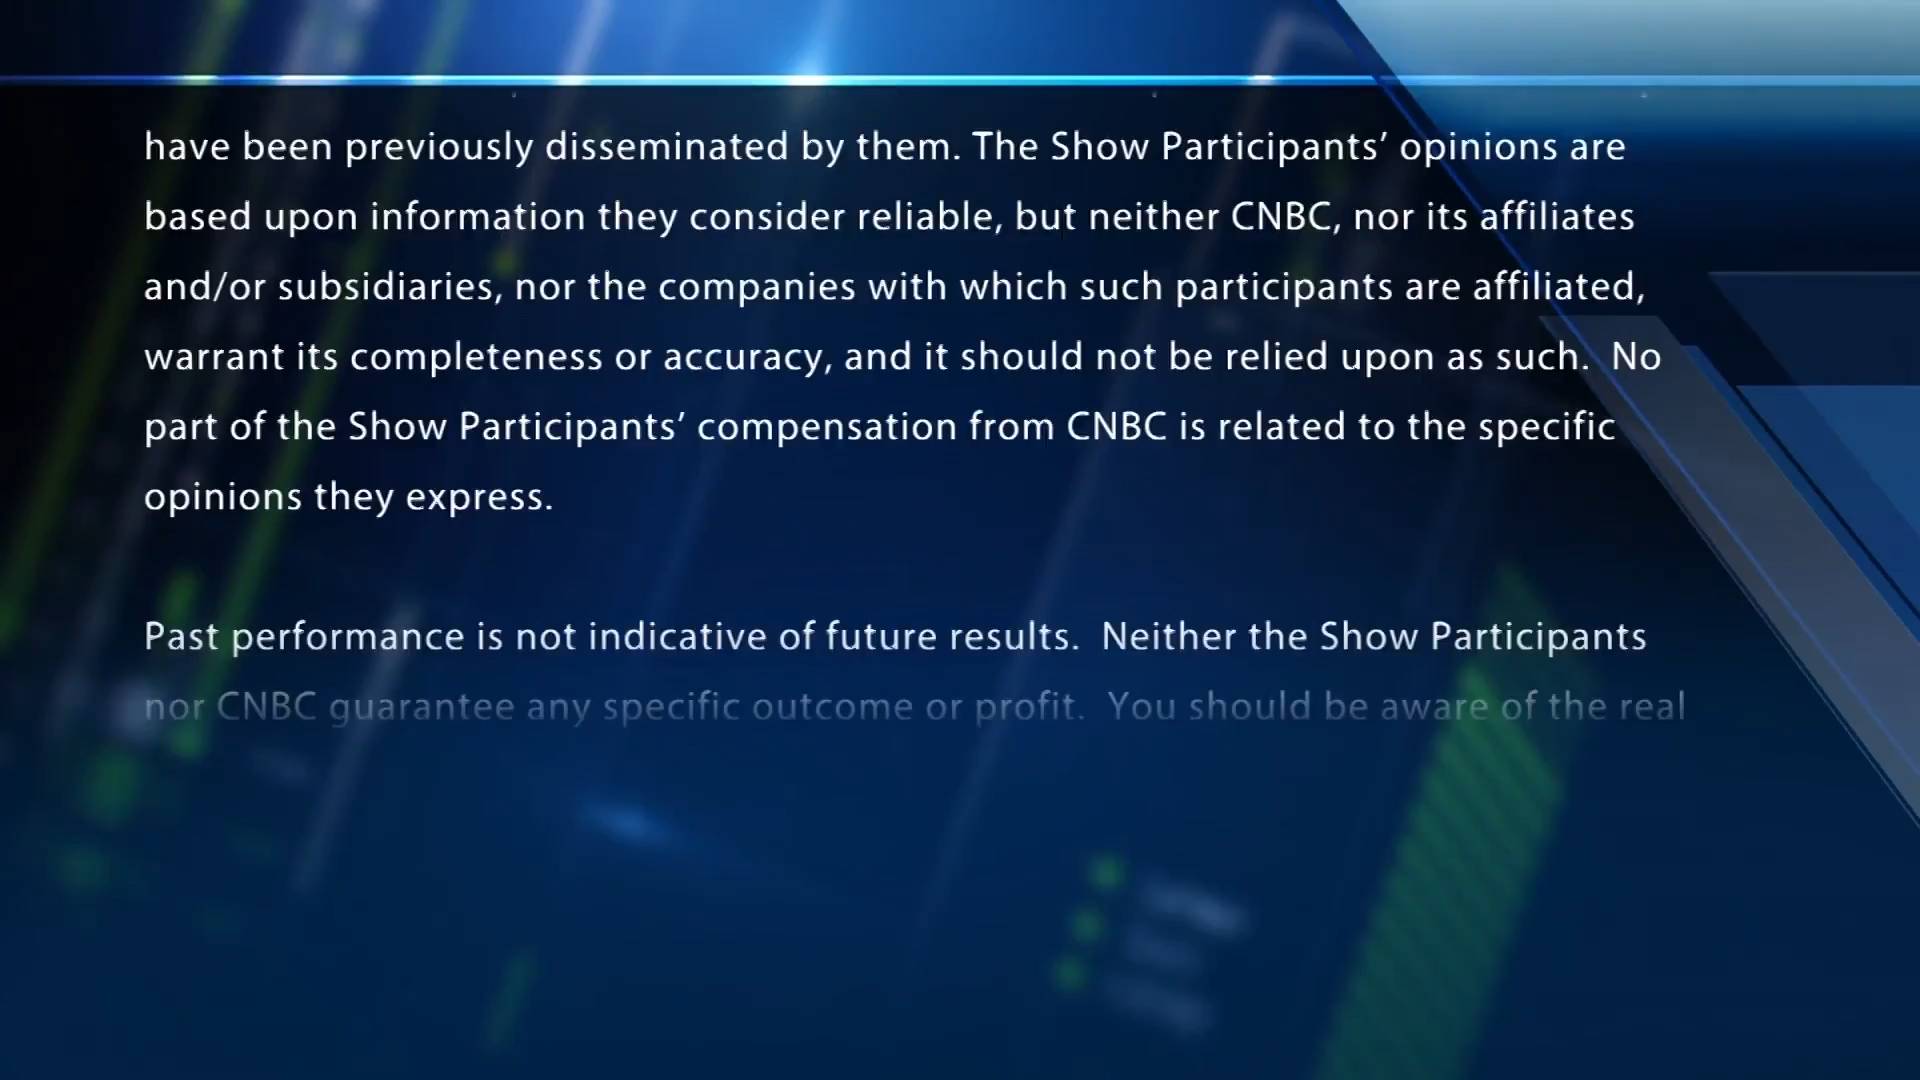 have been previously disseminated by them. The Show Participants’ opinions are
based upon information they consider reliable, but neither CNBC, nor its affiliates
and/or subsidiaries, nor the companies with which such participants are affiliated,
warrant its completeness or accuracy, and it should not be relied upon as such.  No
part of the Show Participants’ compensation from CNBC is related to the specific
opinions they express.
Past performance is not indicative of future results.  Neither the Show Participants
nor CNBC guarantee any specific outcome or profit.  You should be aware of the real